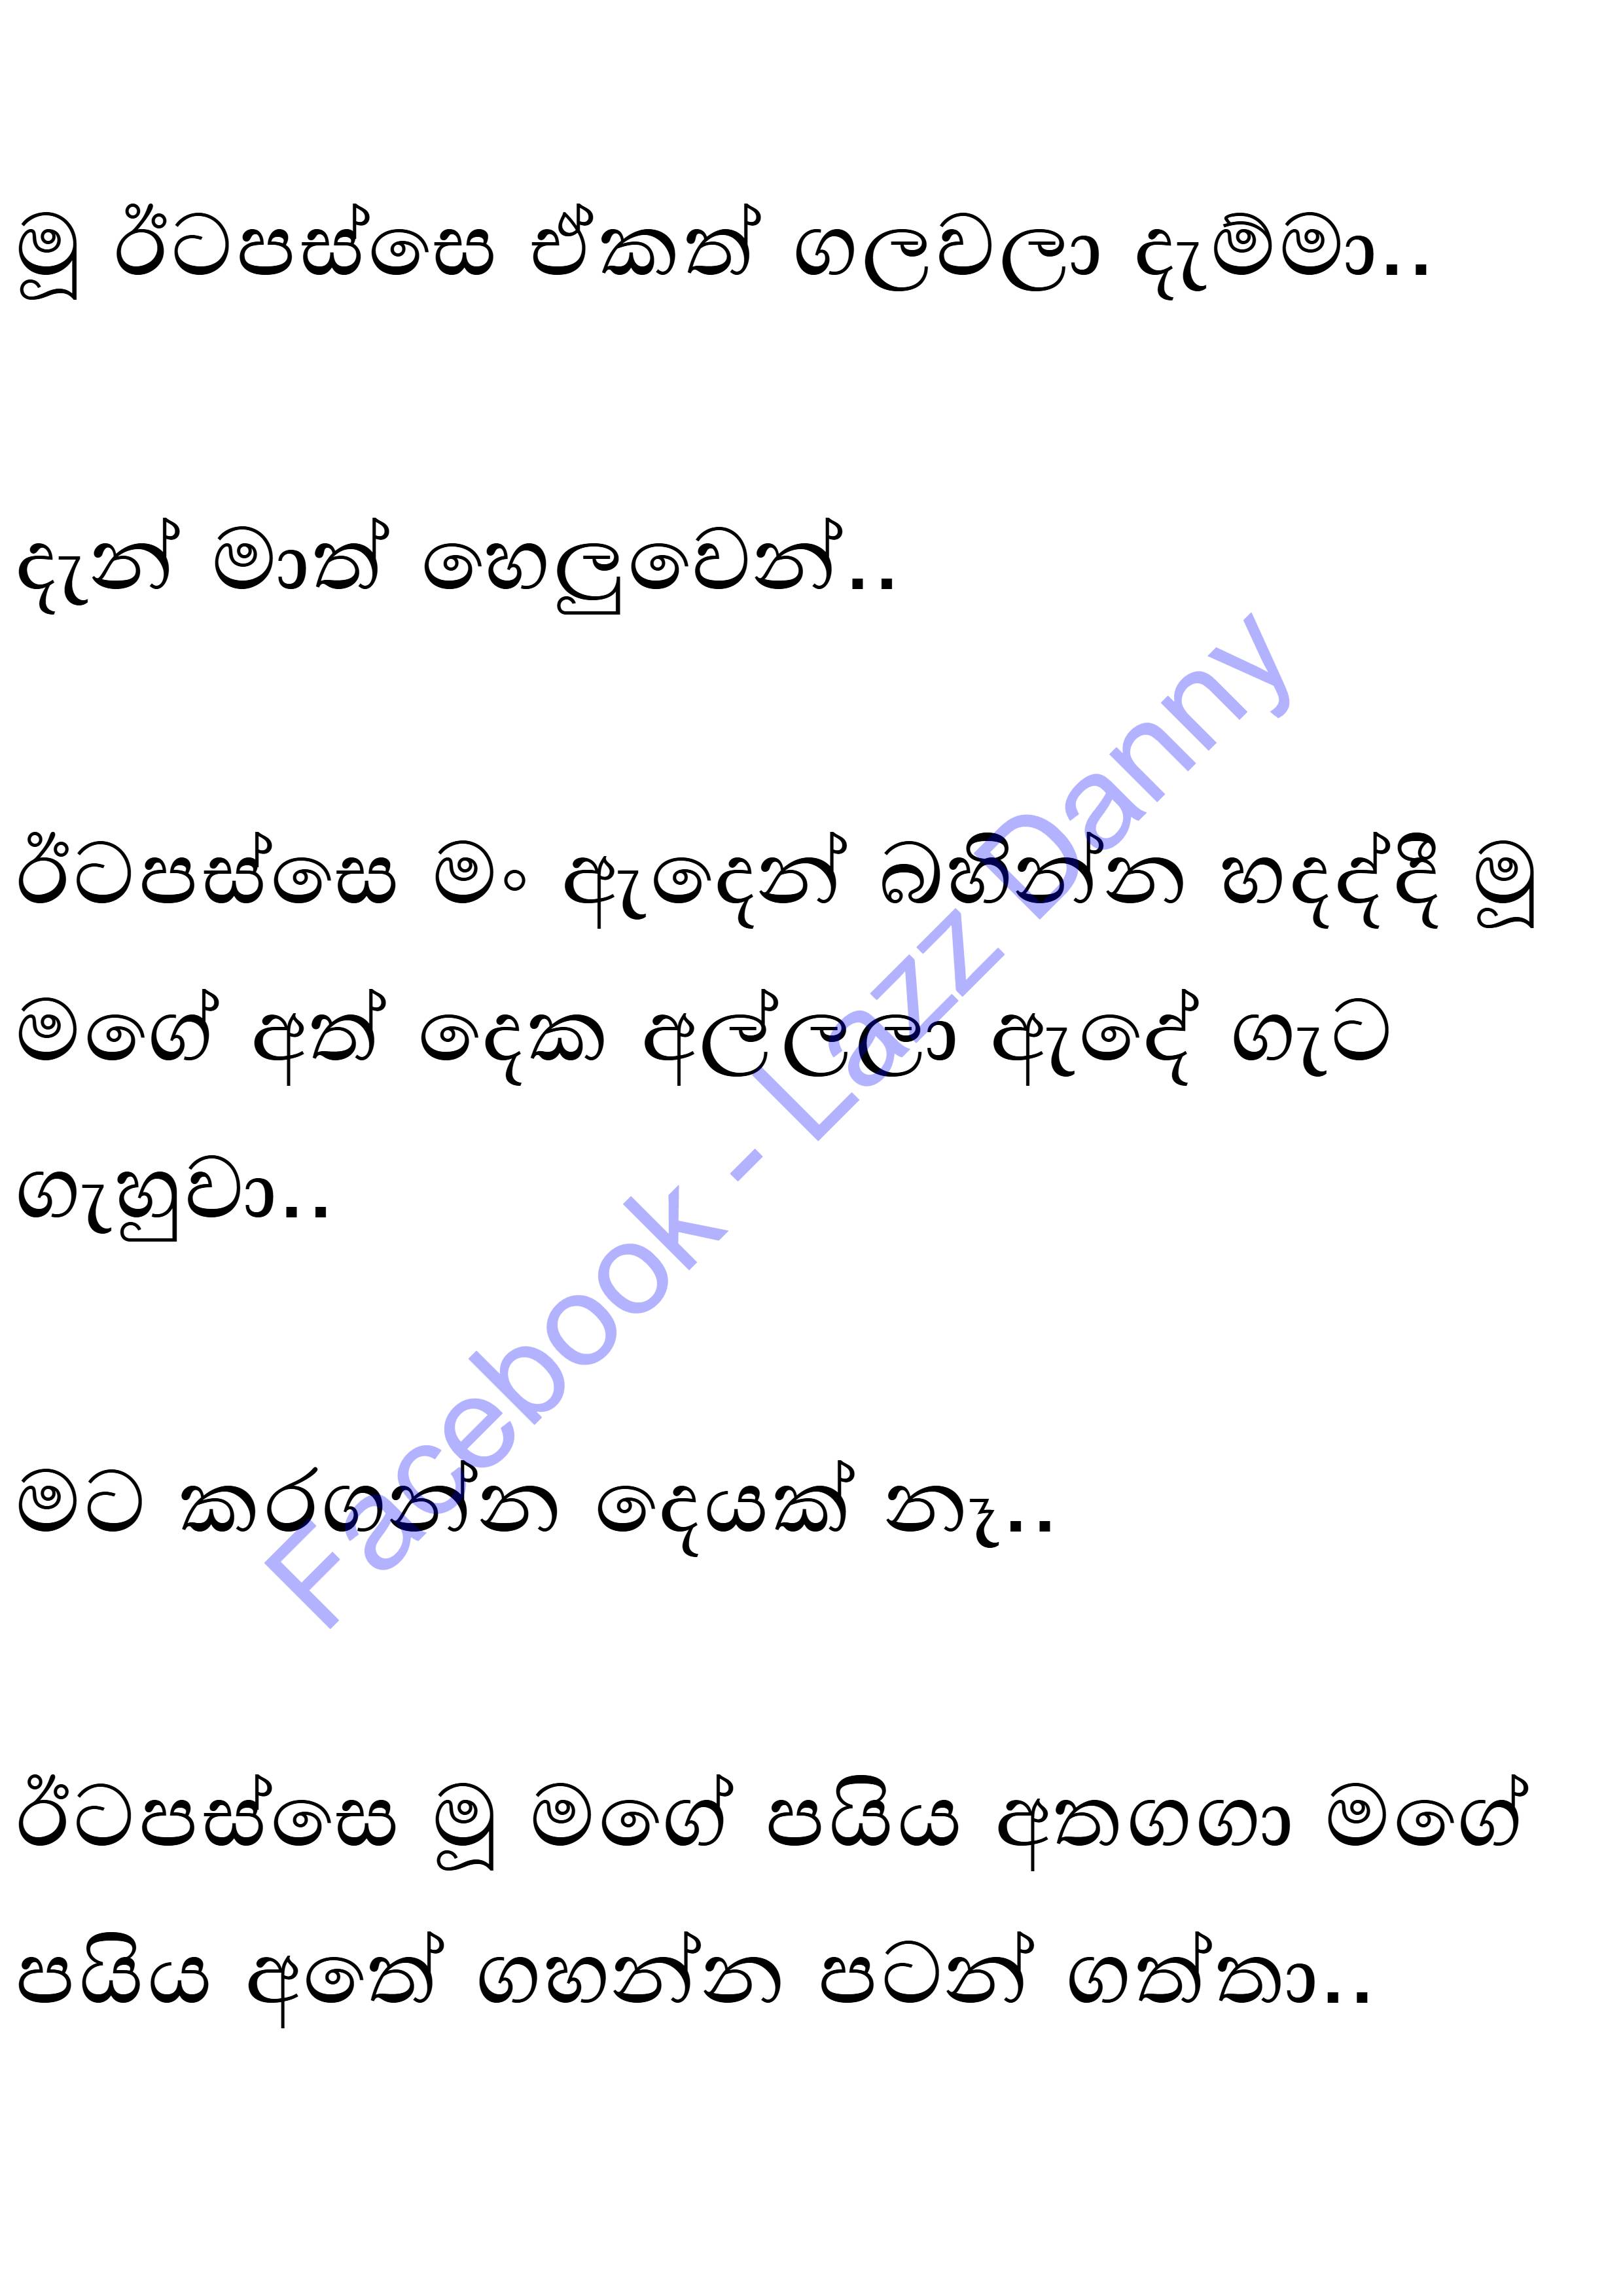 මූ ඊටපස්සෙ ඒකත් ගලවලා දැම්මා..
දැන් මාත් හෙලුවෙන්..
ඊටපස්සෙ මං ඇඳෙන් බහින්න හදද්දී මූ
මගේ අත් දෙක අල්ලලා ඇඳේ ගැට
ගැහුවා..
මට කරගන්න දෙයක් නෑ..
ඊටපස්සෙ මූ මගේ පයිය අතගගා මගේ
පයිය අතේ ගහන්න පටන් ගත්තා..
Facebook - Lazz Danny